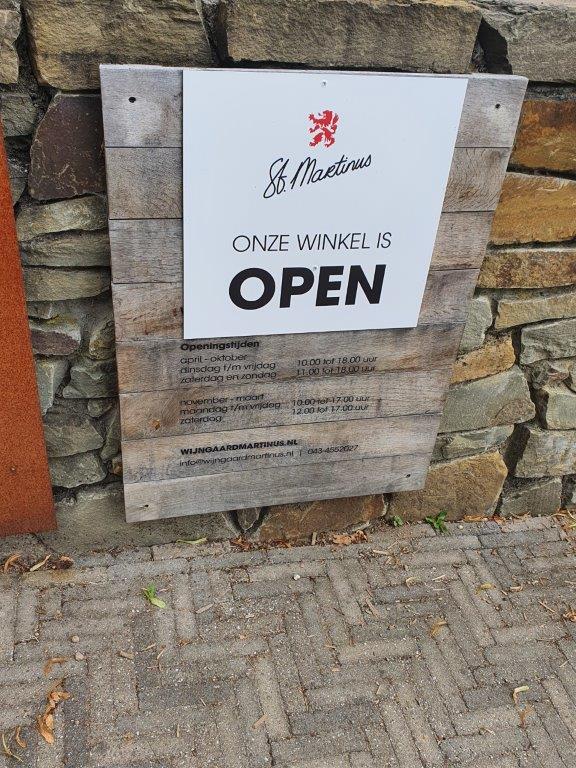 St. Martinus
ONZE WINKEL IS
OPEN
Openingstijden
april - oktober
dinsdag t/m vrijdag 10.00 tot 18.00 uur
zaterdag en zondag 11.00 tot 18.00 uur
november - maart
maandag t/m vrijdag 10.00 tot 17.00 uur
zaterdag 12.00 tot 17.00 uur
WIJNGAARDMARTINUS.NL
info@wijngaardmartinus.nl | 043-4552027